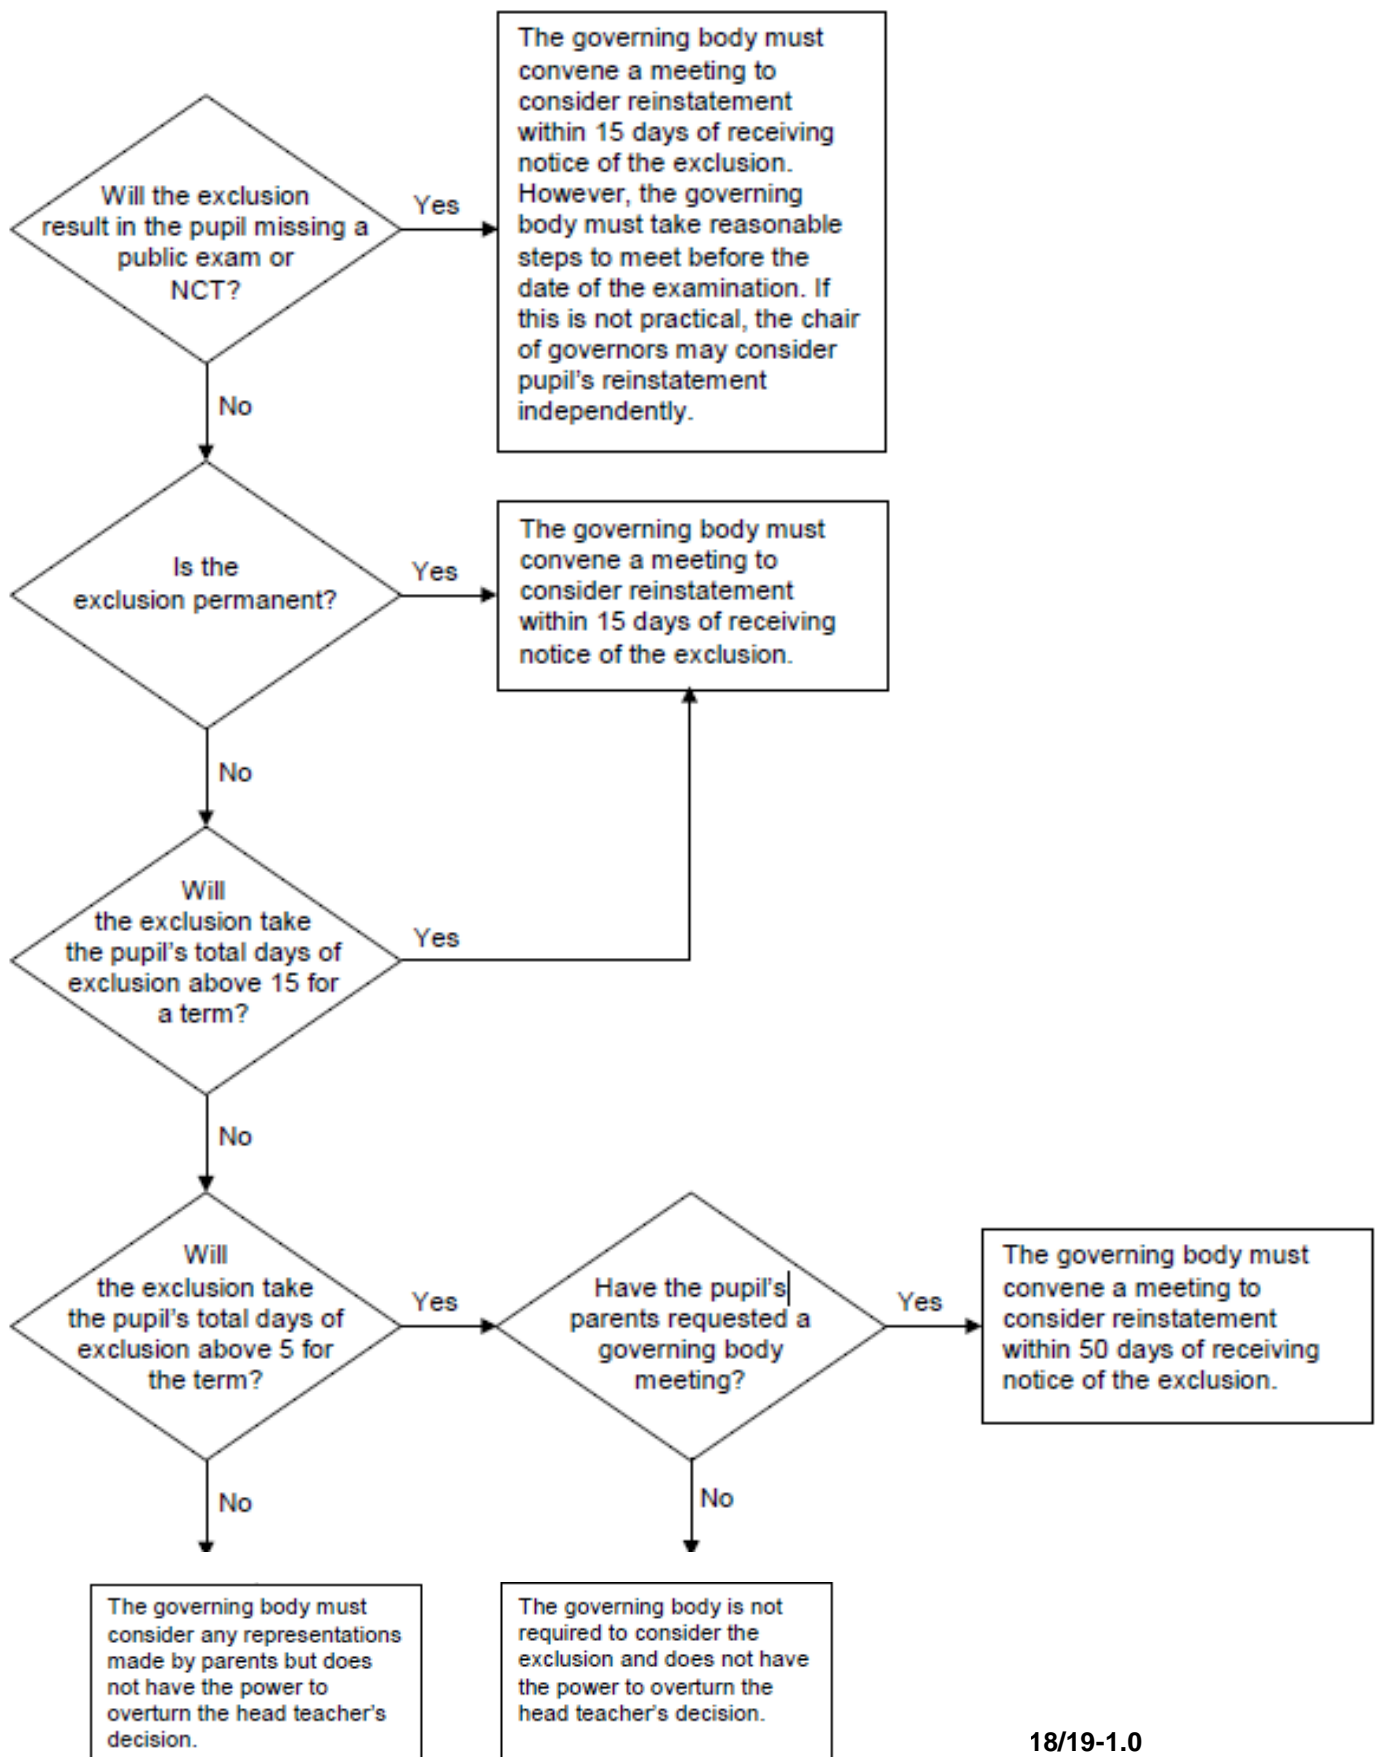 The governing body must
convene a meeting to
consider reinstatement
within 15 days of receiving
notice of the exclusion.
However, the governing
body must take reasonable
steps to meet before the
date of the examination. If
this is not practical, the chair
of governors may consider
pupil's reinstatement
independently.
Will the exclusion
result in the pupil missing a
public exam or
NCT?
Yes
No
Is the
exclusion permanent?
Yes
The governing body must
convene a meeting to
consider reinstatement
within 15 days of receiving
notice of the exclusion.
No
Will
the exclusion take
the pupil's total days of
exclusion above 15 for
a term?
Yes
No
Will
the exclusion take
the pupil's total days of
exclusion above 5 for
the term?
Yes
Have the pupil's
parents requested a
governing body
meeting?
Yes
The governing body must
convene a meeting to
consider reinstatement
within 50 days of receiving
notice of the exclusion.
No
No
The governing body must
consider any representations
made by parents but does
not have the power to
overturn the head teacher's
decision.
The governing body is not
required to consider the
exclusion and does not have
the power to overturn the
head teacher's decision.
18/19-1.0